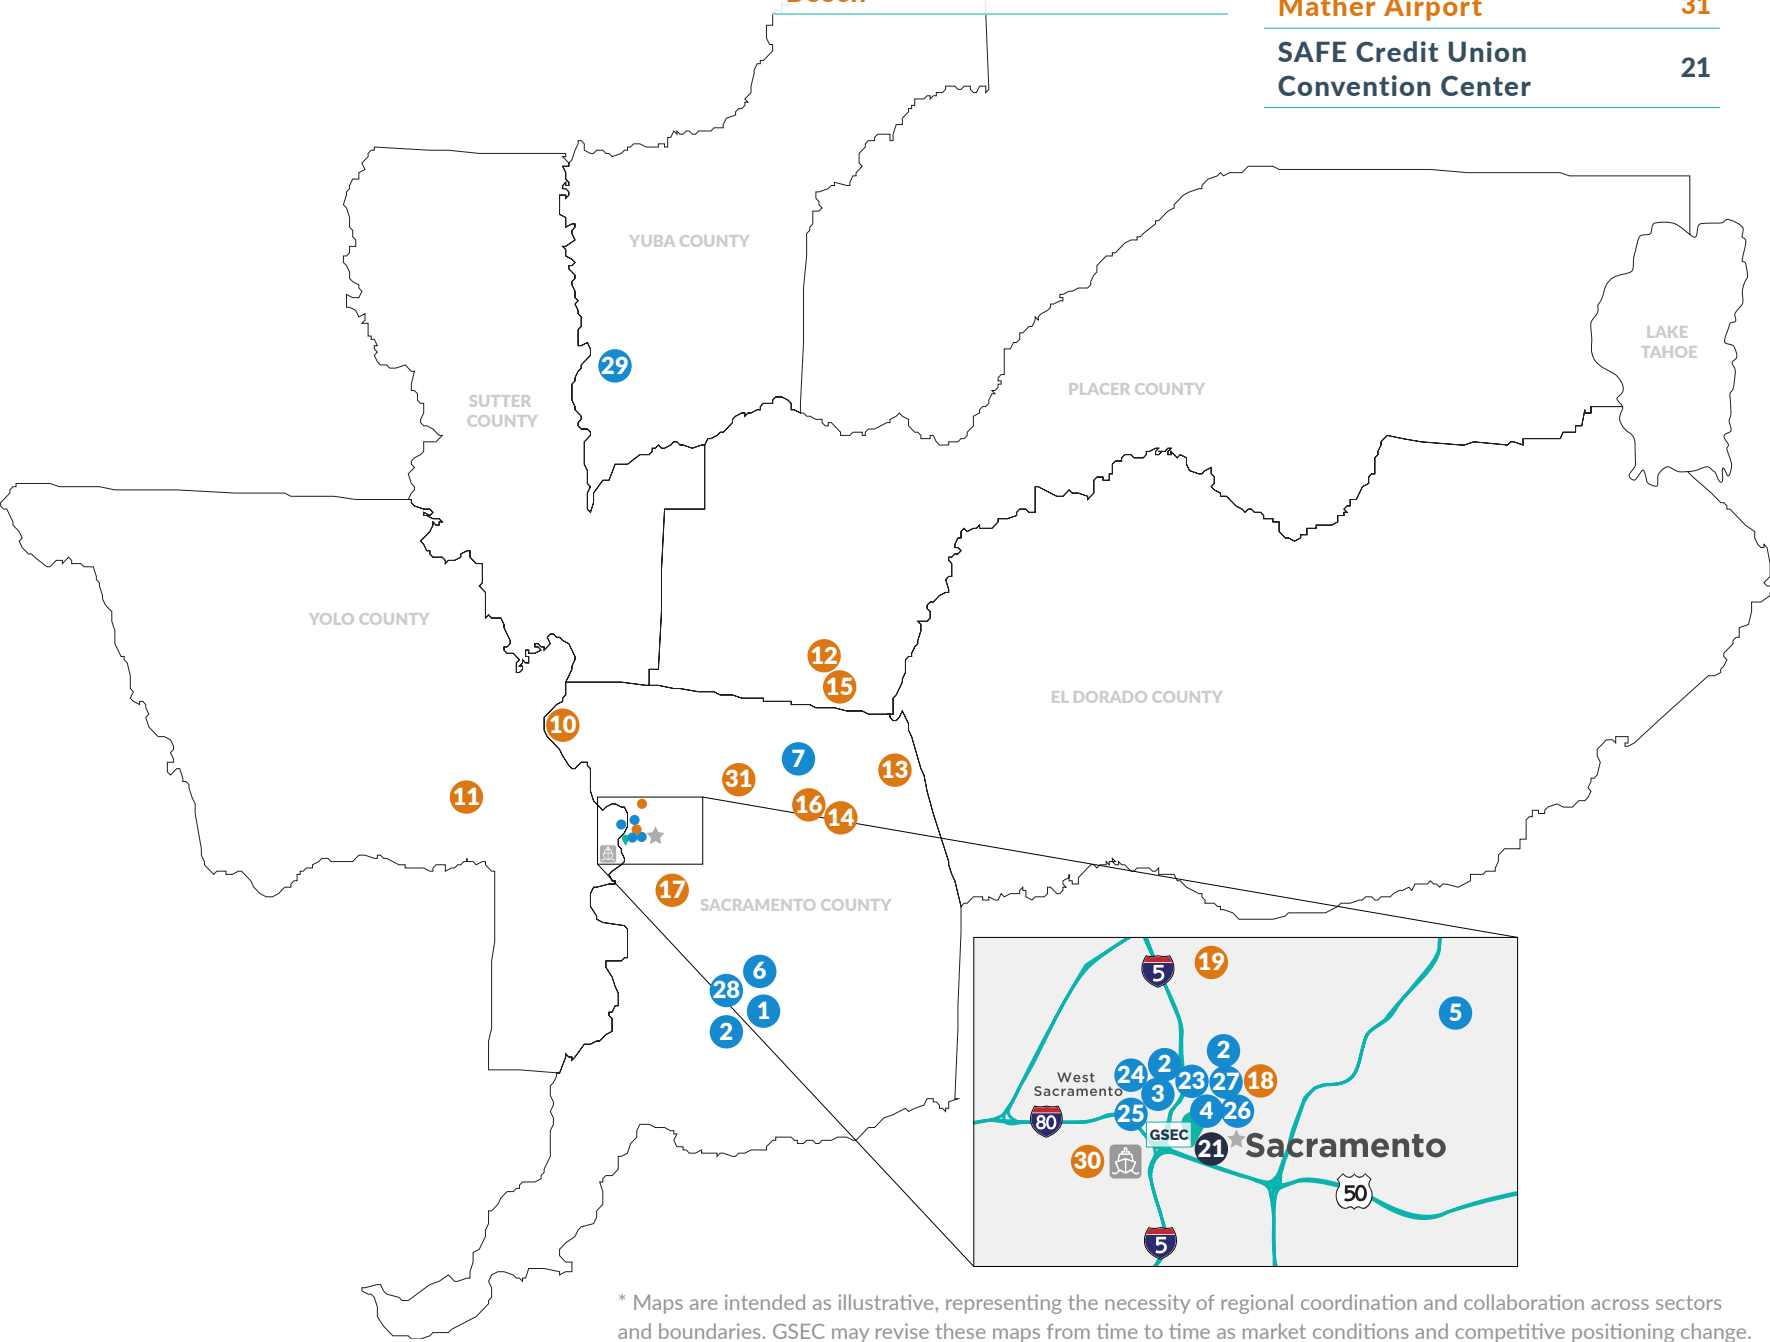 Mather Airport 31
SAFE Credit Union
Convention Center
21
YUBA COUNTY
LAKE
TAHOE
29
PLACER COUNTY
SUTTER
COUNTY
YOLO COUNTY
12
15
EL DORADO COUNTY
10
7
13
31
11
16
14
17
SACRAMENTO COUNTY
6
28
1
2
5
19
5
2
2
24
23
27
18
West
Sacramento
3
25
4
26
80
GSEC
21
Sacramento
30
50
5
* Maps are intended as illustrative, representing the necessity of regional coordination and collaboration across sectors
and boundaries. GSEC may revise these maps from time to time as market conditions and competitive positioning change.